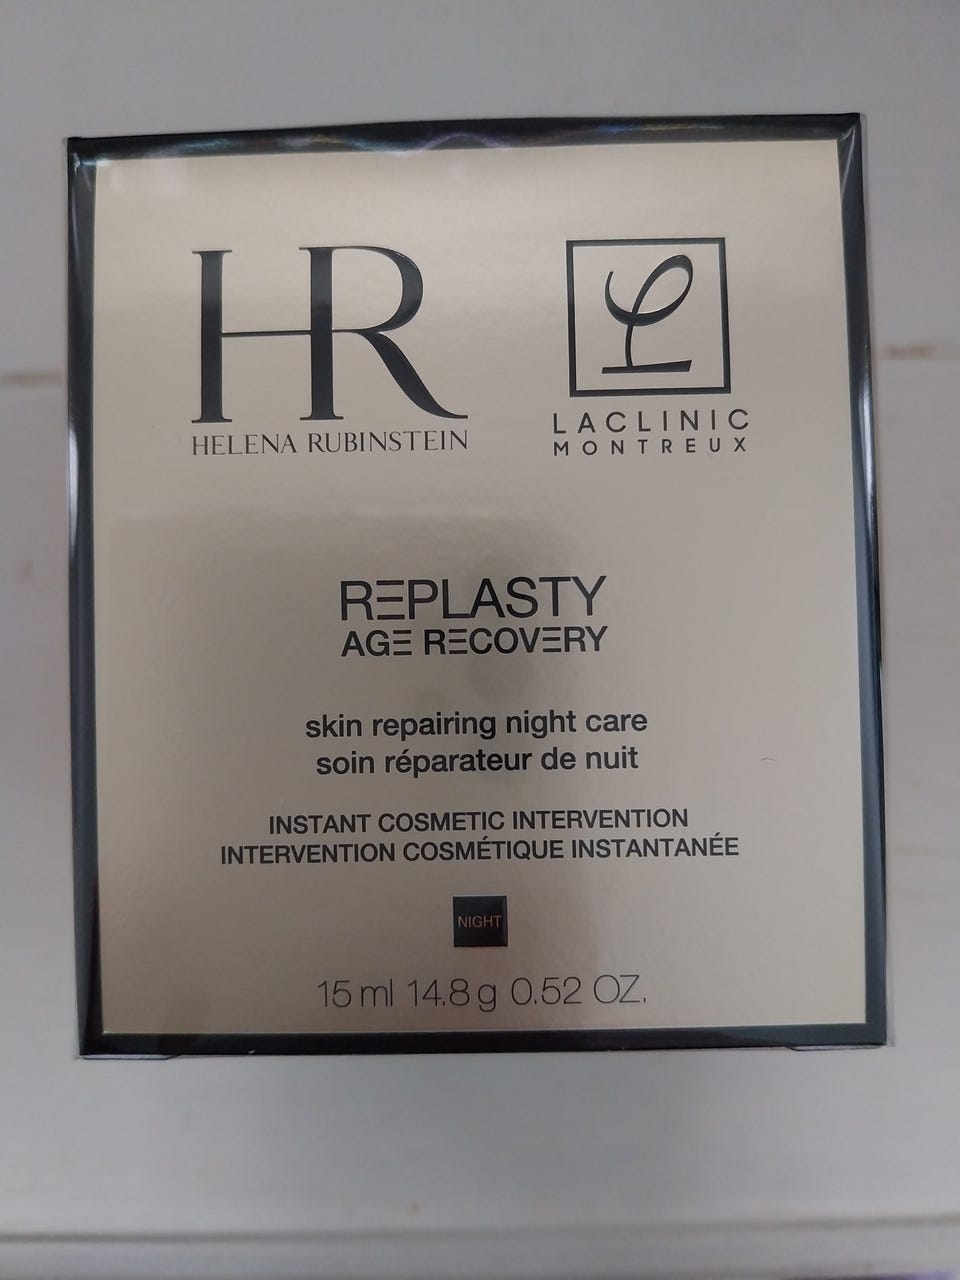 HR
HELENA RUBINSTEIN
LACLINIC
MONTREUX
REPLASTY
AGE RECOVERY
skin repairing night care
soin réparateur de nuit
INSTANT COSMETIC INTERVENTION
INTERVENTION COSMÉTIQUE INSTANTANÉE
NIGHT
15 ml 14.8 g 0.52 OZ.